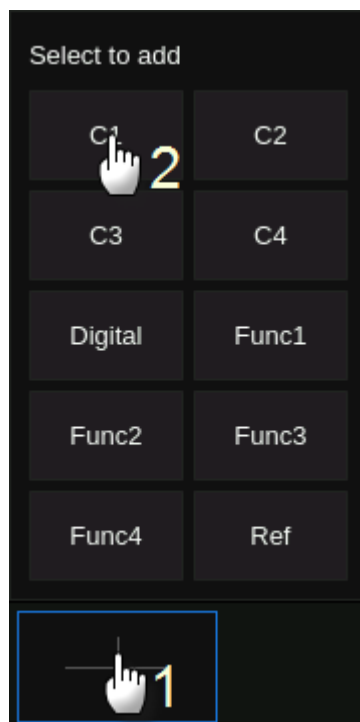 Select to add
C1 C2
2
C3 C4
Digital Func1
Func2 Func3
Func4 Ref
1